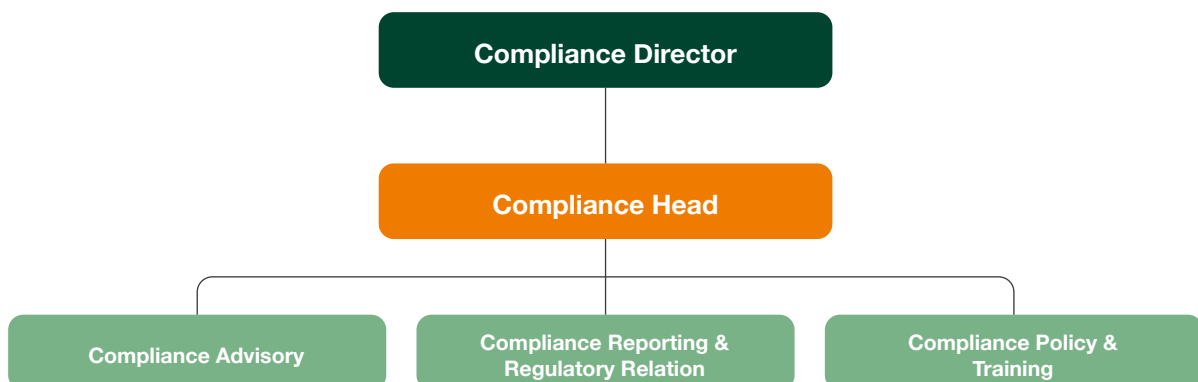 Compliance Director
Compliance Head
Compliance Advisory
Compliance Reporting &
Regulatory Relation
Compliance Policy &
Training